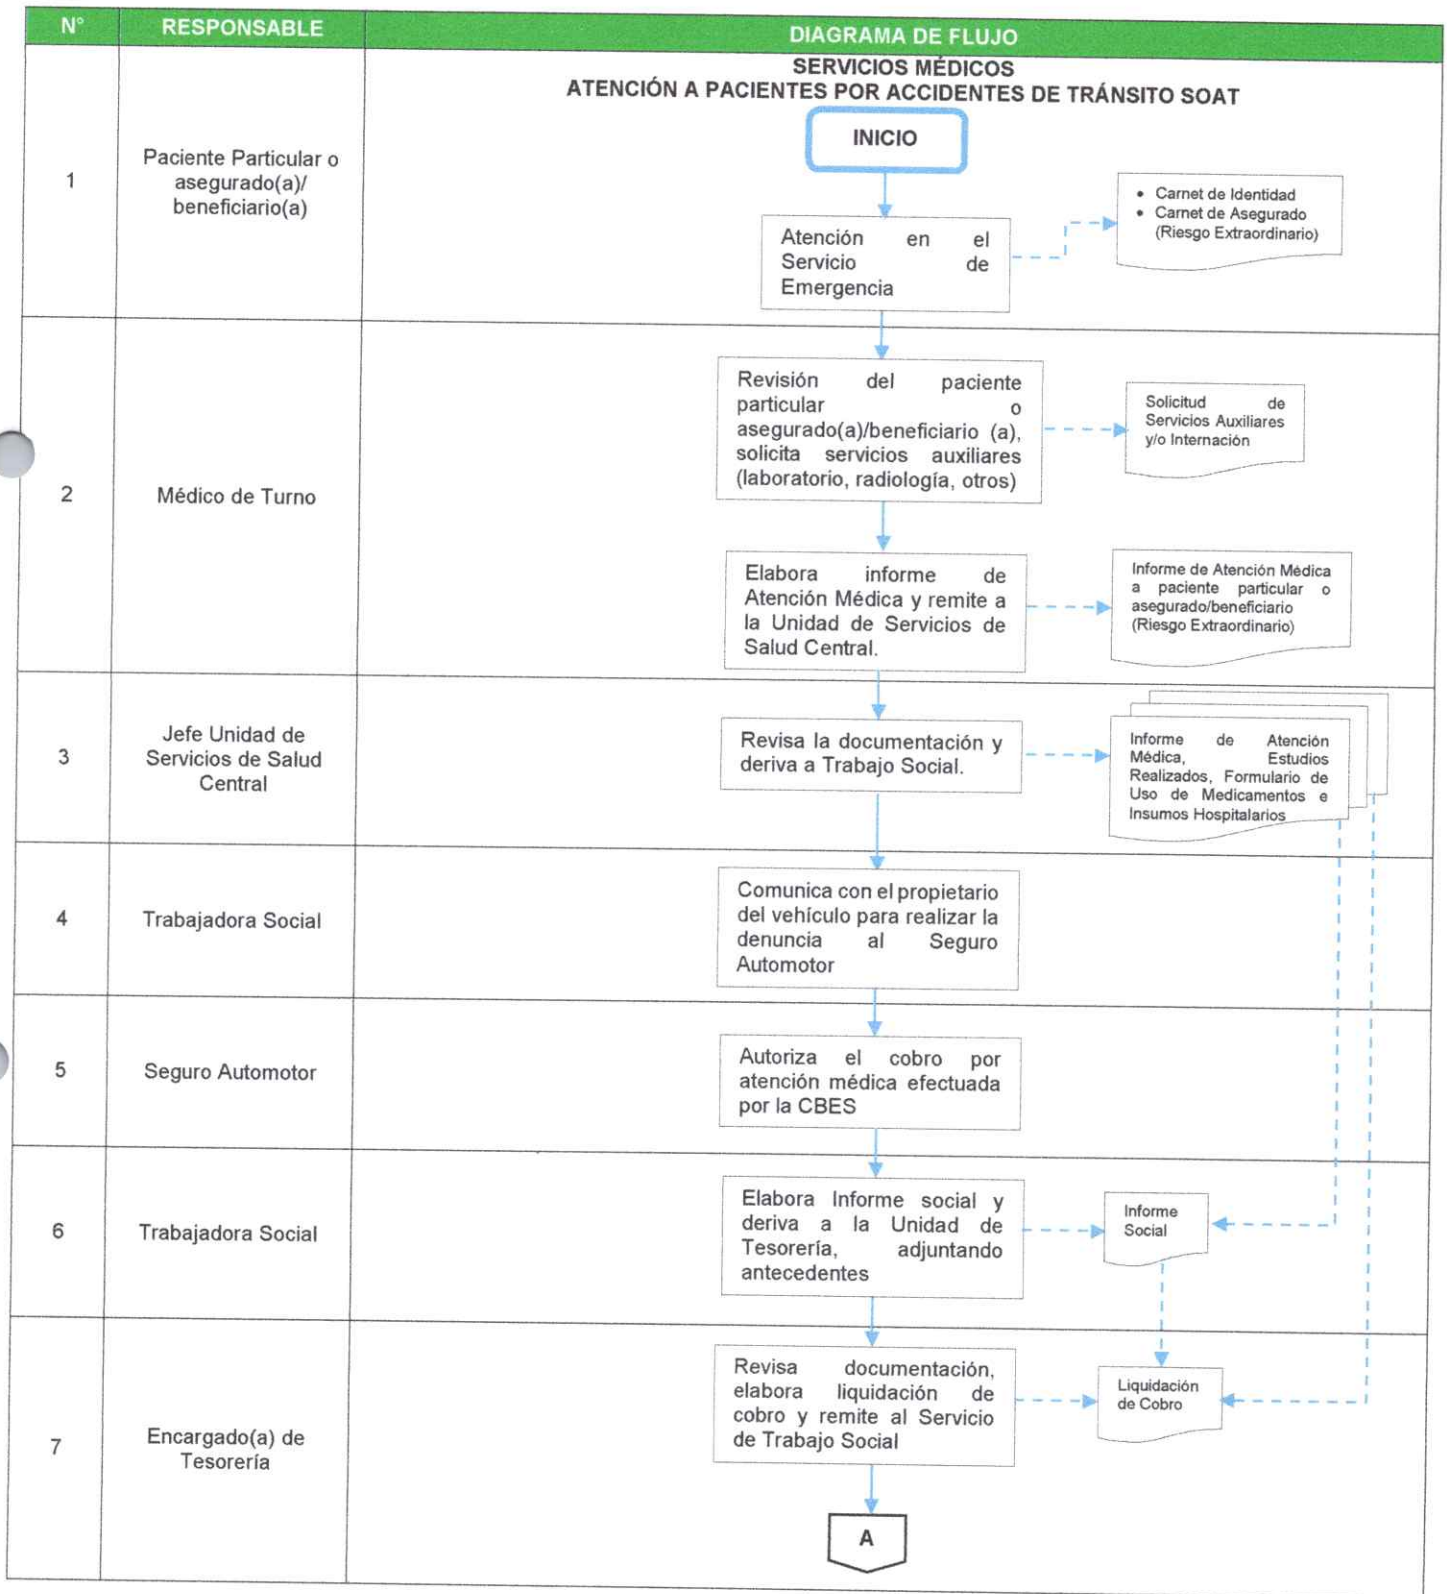 N° RESPONSABLE DIAGRAMA DE FLUJO
SERVICIOS MÉDICOS
ATENCIÓN A PACIENTES POR ACCIDENTES DE TRÁNSITO SOAT
INICIO
1
Paciente Particular o
asegurado(a)/
beneficiario(a)
Atención en el
Servicio de
Emergencia
• Carnet de Identidad
• Carnet de Asegurado
(Riesgo Extraordinario)
2
Médico de Turno
Revisión del paciente
particular o
asegurado(a)/beneficiario (a),
solicita servicios auxiliares
(laboratorio, radiología, otros)
Solicitud de
Servicios Auxiliares
y/o Internación
Elabora informe de
Atención Médica y remite a
la Unidad de Servicios de
Salud Central.
Informe de Atención Médica
a paciente particular o
asegurado/beneficiario
(Riesgo Extraordinario)
3
Jefe Unidad de
Servicios de Salud
Central
Revisa la documentación y
deriva a Trabajo Social.
Informe de Atención
Médica, Estudios
Realizados, Formulario de
Uso de Medicamentos e
Insumos Hospitalarios
4
Trabajadora Social
Comunica con el propietario
del vehículo para realizar la
denuncia al Seguro
Automotor
5
Seguro Automotor
Autoriza el cobro por
atención médica efectuada
por la CBES
6
Trabajadora Social
Elabora Informe social y
deriva a la Unidad de
Tesorería, adjuntando
antecedentes
Informe
Social
7
Encargado(a) de
Tesorería
Revisa documentación,
elabora liquidación de
cobro y remite al Servicio
de Trabajo Social
Liquidación
de Cobro
A